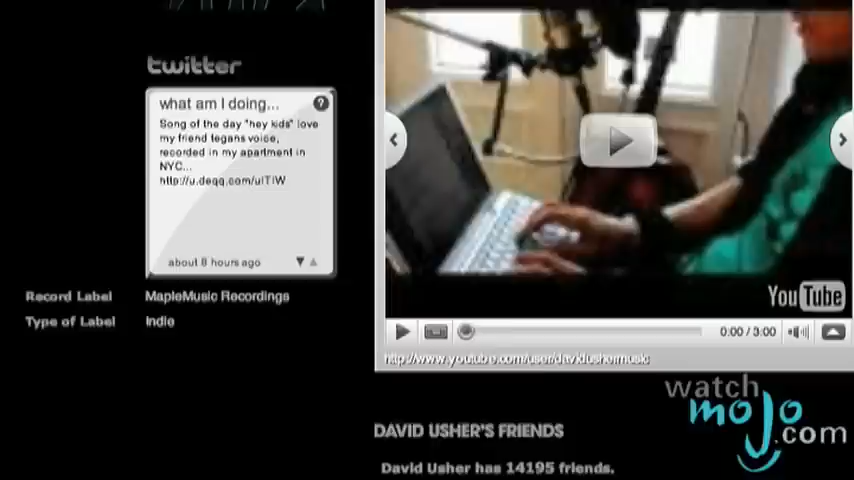 twitter
what am I doing...
?
Song of the day "hey kids" love
my friend tegans voice,
recorded in my apartment in
NYC...
http://u.deqq.com/uITIW
about 8 hours ago
Record Label MapleMusic Recordings
Type of Label Indie
YouTube
0:00 / 3:00
http://www.youtube.com/user/davidushermusic
watch
mojo
.com
DAVID USHER'S FRIENDS
David Usher has 14195 friends.